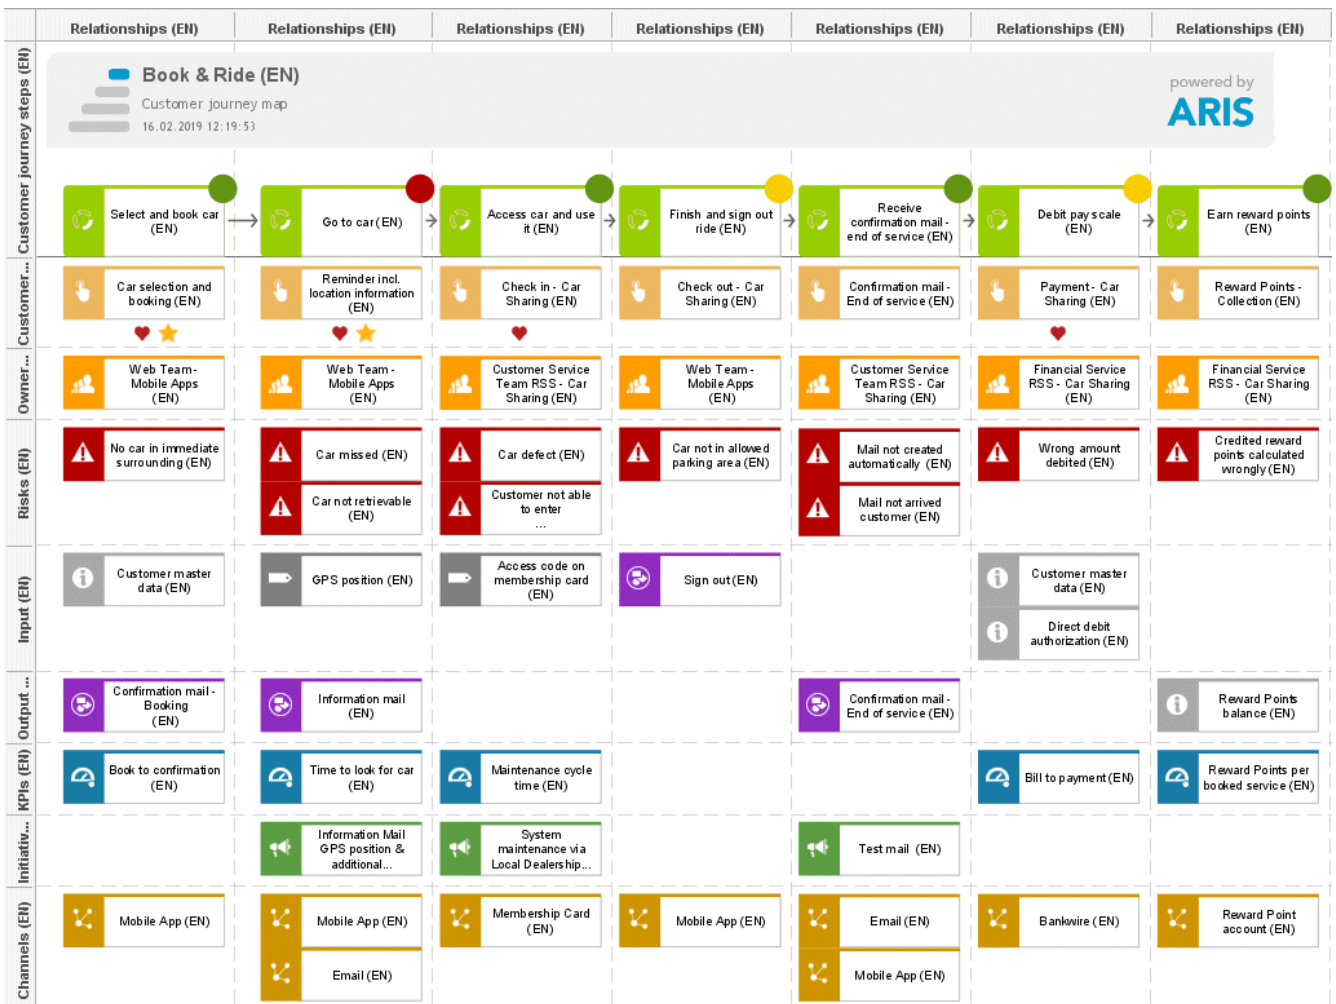 Relationships (EN) Relationships (EN) Relationships (EN) Relationships (EN) Relationships (EN) Relationships (EN) Relationships (EN)
Customer journey steps (EN)
Book & Ride (EN)
Customer journey map
16.02.2019 12:19:53
powered by
ARIS
Select and book car
(EN)
Go to car (EN)
Access car and use
it (EN)
Finish and sign out
ride (EN)
Receive
confirmation mail -
end of service (EN)
Debit pay scale
(EN)
Earn reward points
(EN)
Customer...
Car selection and
booking (EN)
Reminder incl.
location information
(EN)
Check in - Car
Sharing (EN)
Check out - Car
Sharing (EN)
Confirmation mail -
End of service (EN)
Payment - Car
Sharing (EN)
Reward Points -
Collection (EN)
Owner...
Web Team -
Mobile Apps
(EN)
Web Team -
Mobile Apps
(EN)
Customer Service
Team RSS - Car
Sharing (EN)
Web Team -
Mobile Apps
(EN)
Customer Service
Team RSS - Car
Sharing (EN)
Financial Service
RSS - Car Sharing
(EN)
Financial Service
RSS - Car Sharing
(EN)
Risks (EN)
No car in immediate
surrounding (EN)
Car missed (EN)
Car not retrievable
(EN)
Car defect (EN)
Customer not able
to enter
...
Car not in allowed
parking area (EN)
Mail not created
automatically (EN)
Mail not arrived
customer (EN)
Wrong amount
debited (EN)
Credited reward
points calculated
wrongly (EN)
Input (EN)
Customer master
data (EN)
GPS position (EN)
Access code on
membership card
(EN)
Sign out (EN)
Customer master
data (EN)
Direct debit
authorization (EN)
Output ...
Confirmation mail -
Booking
(EN)
Information mail
(EN)
Confirmation mail -
End of service (EN)
Reward Points
balance (EN)
KPIs (EN)
Book to confirmation
(EN)
Time to look for car
(EN)
Maintenance cycle
time (EN)
Bill to payment (EN)
Reward Points per
booked service (EN)
Initiativ...
Information Mail
GPS position &
additional...
System
maintenance via
Local Dealership...
Test mail (EN)
Channels (EN)
Mobile App (EN)
Mobile App (EN)
Email (EN)
Membership Card
(EN)
Mobile App (EN)
Email (EN)
Mobile App (EN)
Bankwire (EN)
Reward Point
account (EN)